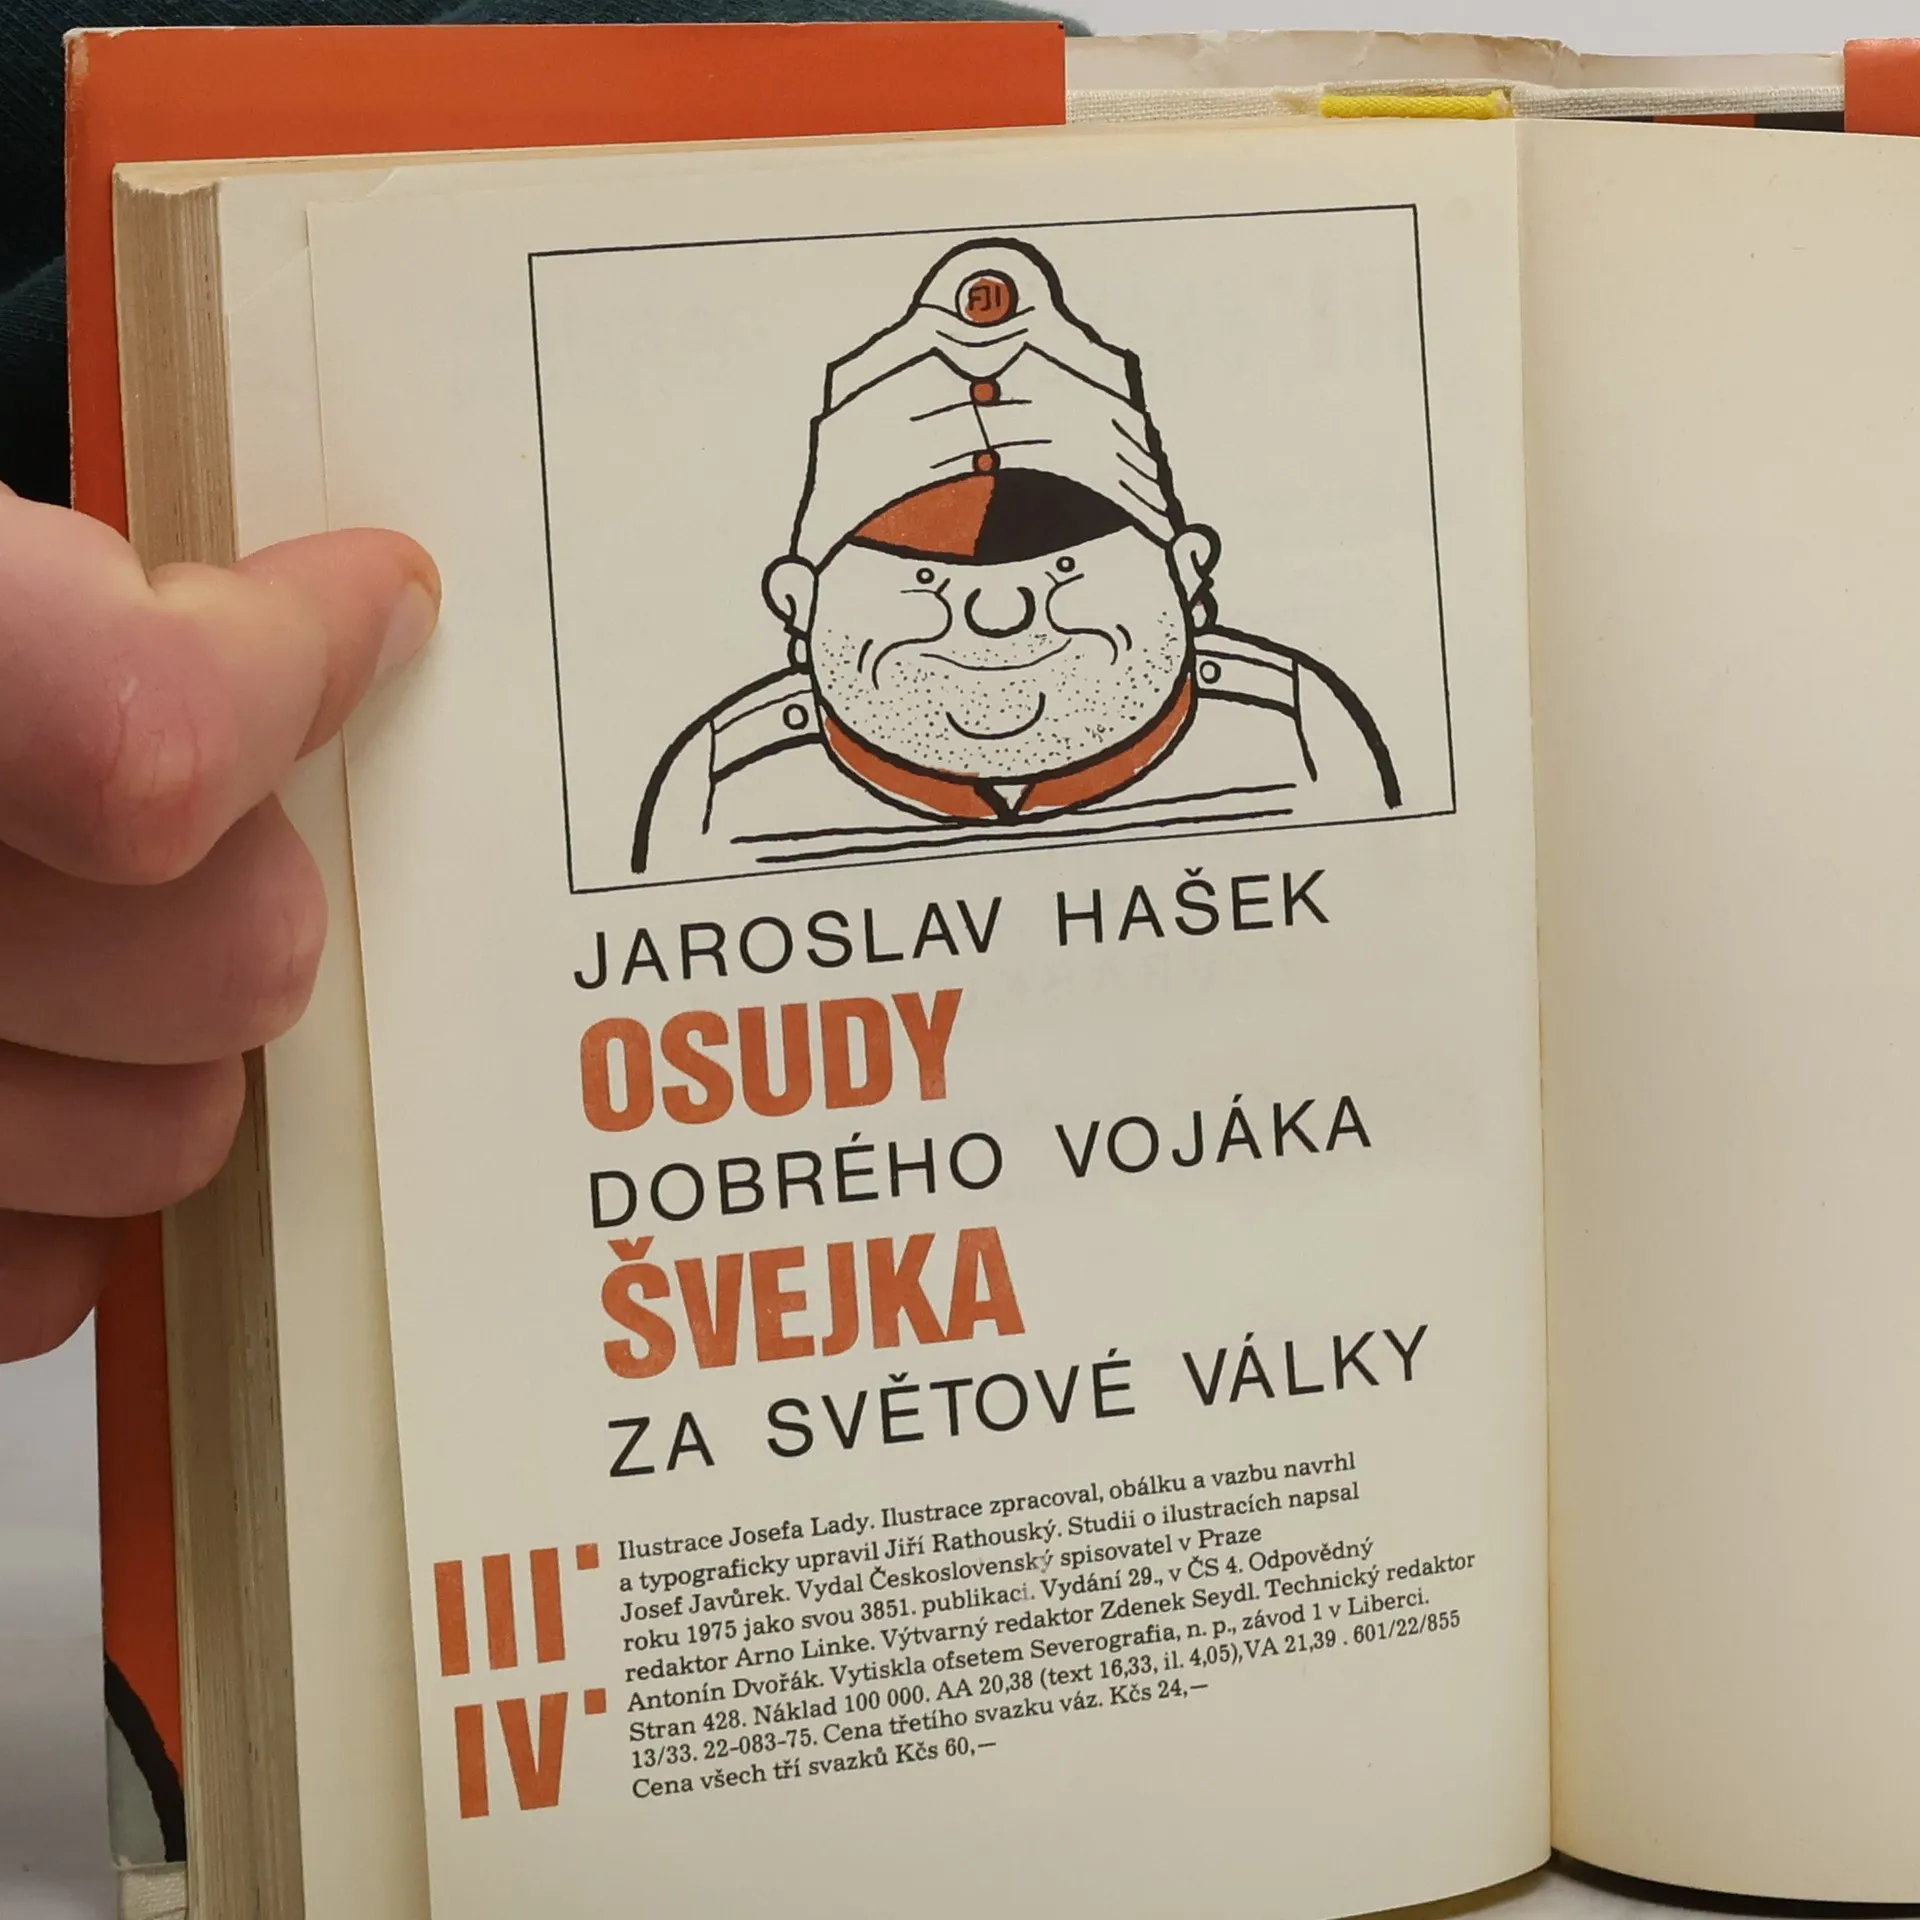 FJI
JAROSLAV HAŠEK
OSUDY
DOBRÉHO VOJÁKA
ŠVEJKA
ZA SVĚTOVÉ VÁLKY
III.
IV.
Ilustrace Josefa Lady. Ilustrace zpracoval, obálku a vazbu navrhl
a typograficky upravil Jiří Rathouský. Studii o ilustracích napsal
Josef Javůrek. Vydal Československý spisovatel v Praze
roku 1975 jako svou 3851. publikaci. Vydání 29., v ČS 4. Odpovědný
redaktor Arno Linke. Výtvarný redaktor Zdenek Seydl. Technický redaktor
Antonín Dvořák. Vytiskla ofsetem Severografia, n. p., závod 1 v Liberci.
Stran 428. Náklad 100 000. AA 20,38 (text 16,33, il. 4,05), VA 21,39 . 601/22/855
13/33. 22-083-75. Cena třetího svazku váz. Kčs 24,—
Cena všech tří svazků Kčs 60,—